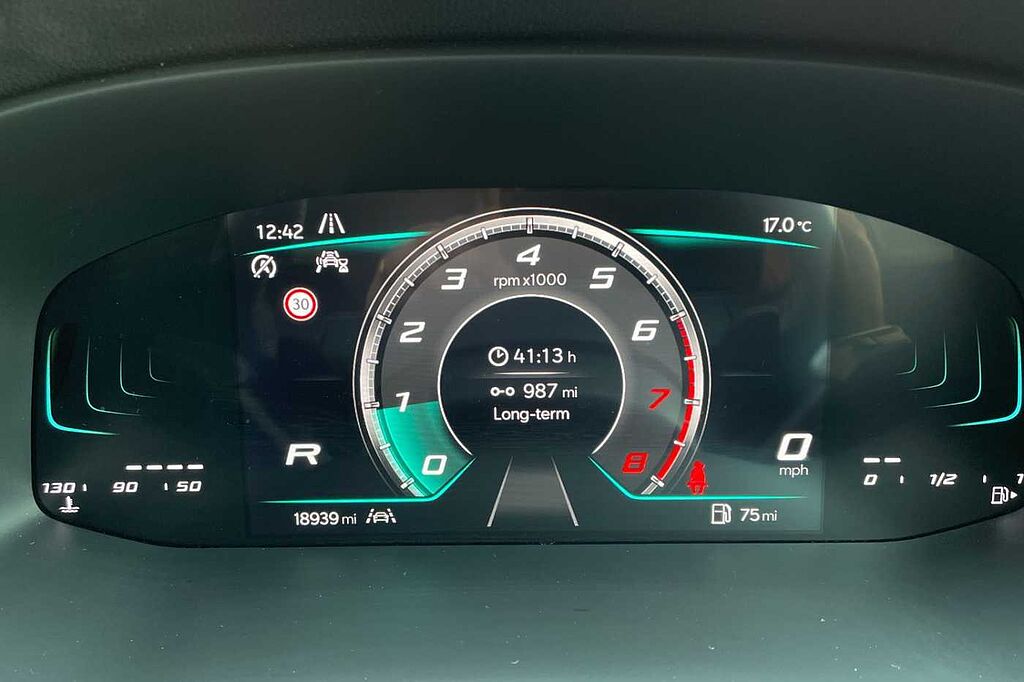 12:42
17.0 °C
30
0 1 2 3 4 5 6 7 8
rpm x1000
41:13 h
987 mi
Long-term
R
0
mph
130 90 50
0 1/2 1
18939 mi
75 mi